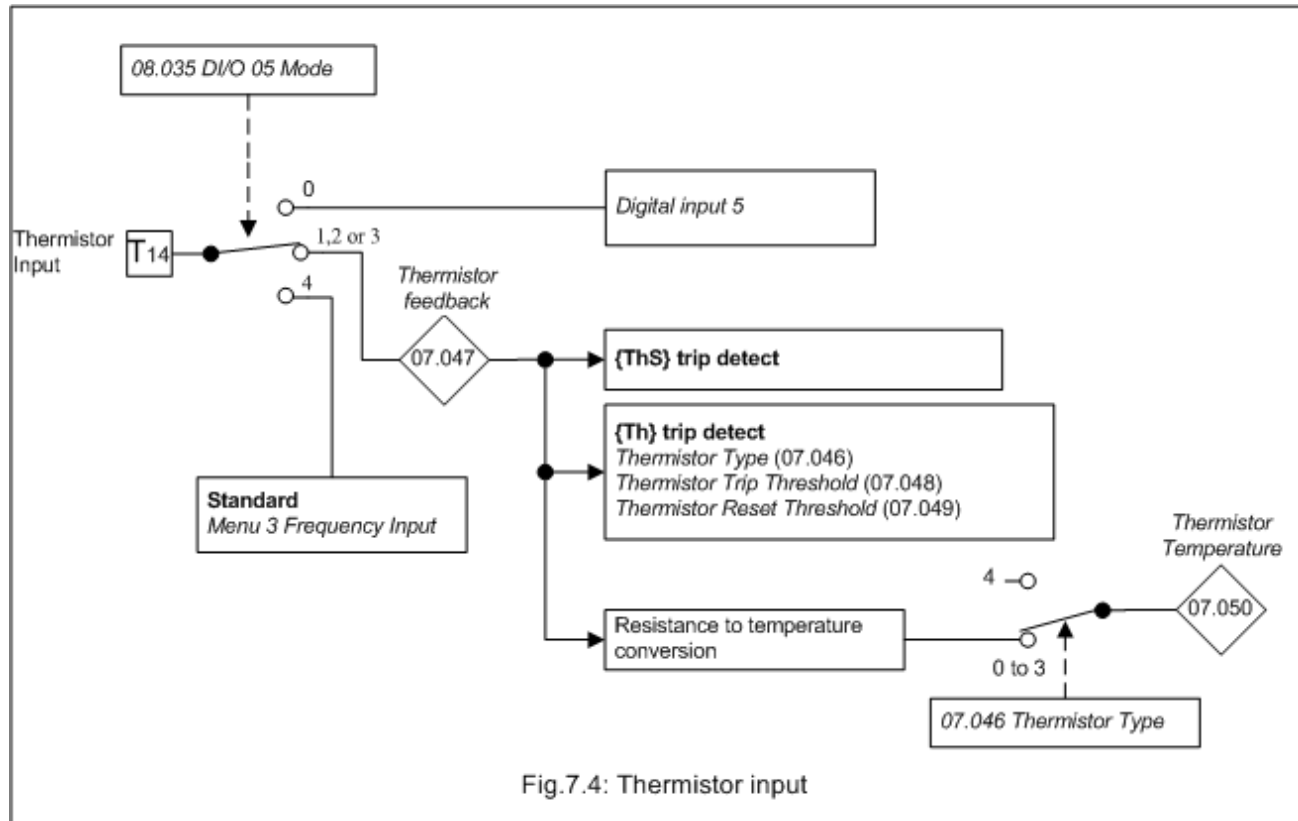 08.035 DI/O 05 Mode
0
Digital input 5
Thermistor
Input
T14
1,2 or 3
4
Thermistor
feedback
07.047
{ThS} trip detect
{Th} trip detect
Thermistor Type (07.046)
Thermistor Trip Threshold (07.048)
Thermistor Reset Threshold (07.049)
Standard
Menu 3 Frequency Input
Thermistor
Temperature
4
07.050
Resistance to temperature
conversion
0 to 3
07.046 Thermistor Type
Fig.7.4: Thermistor input